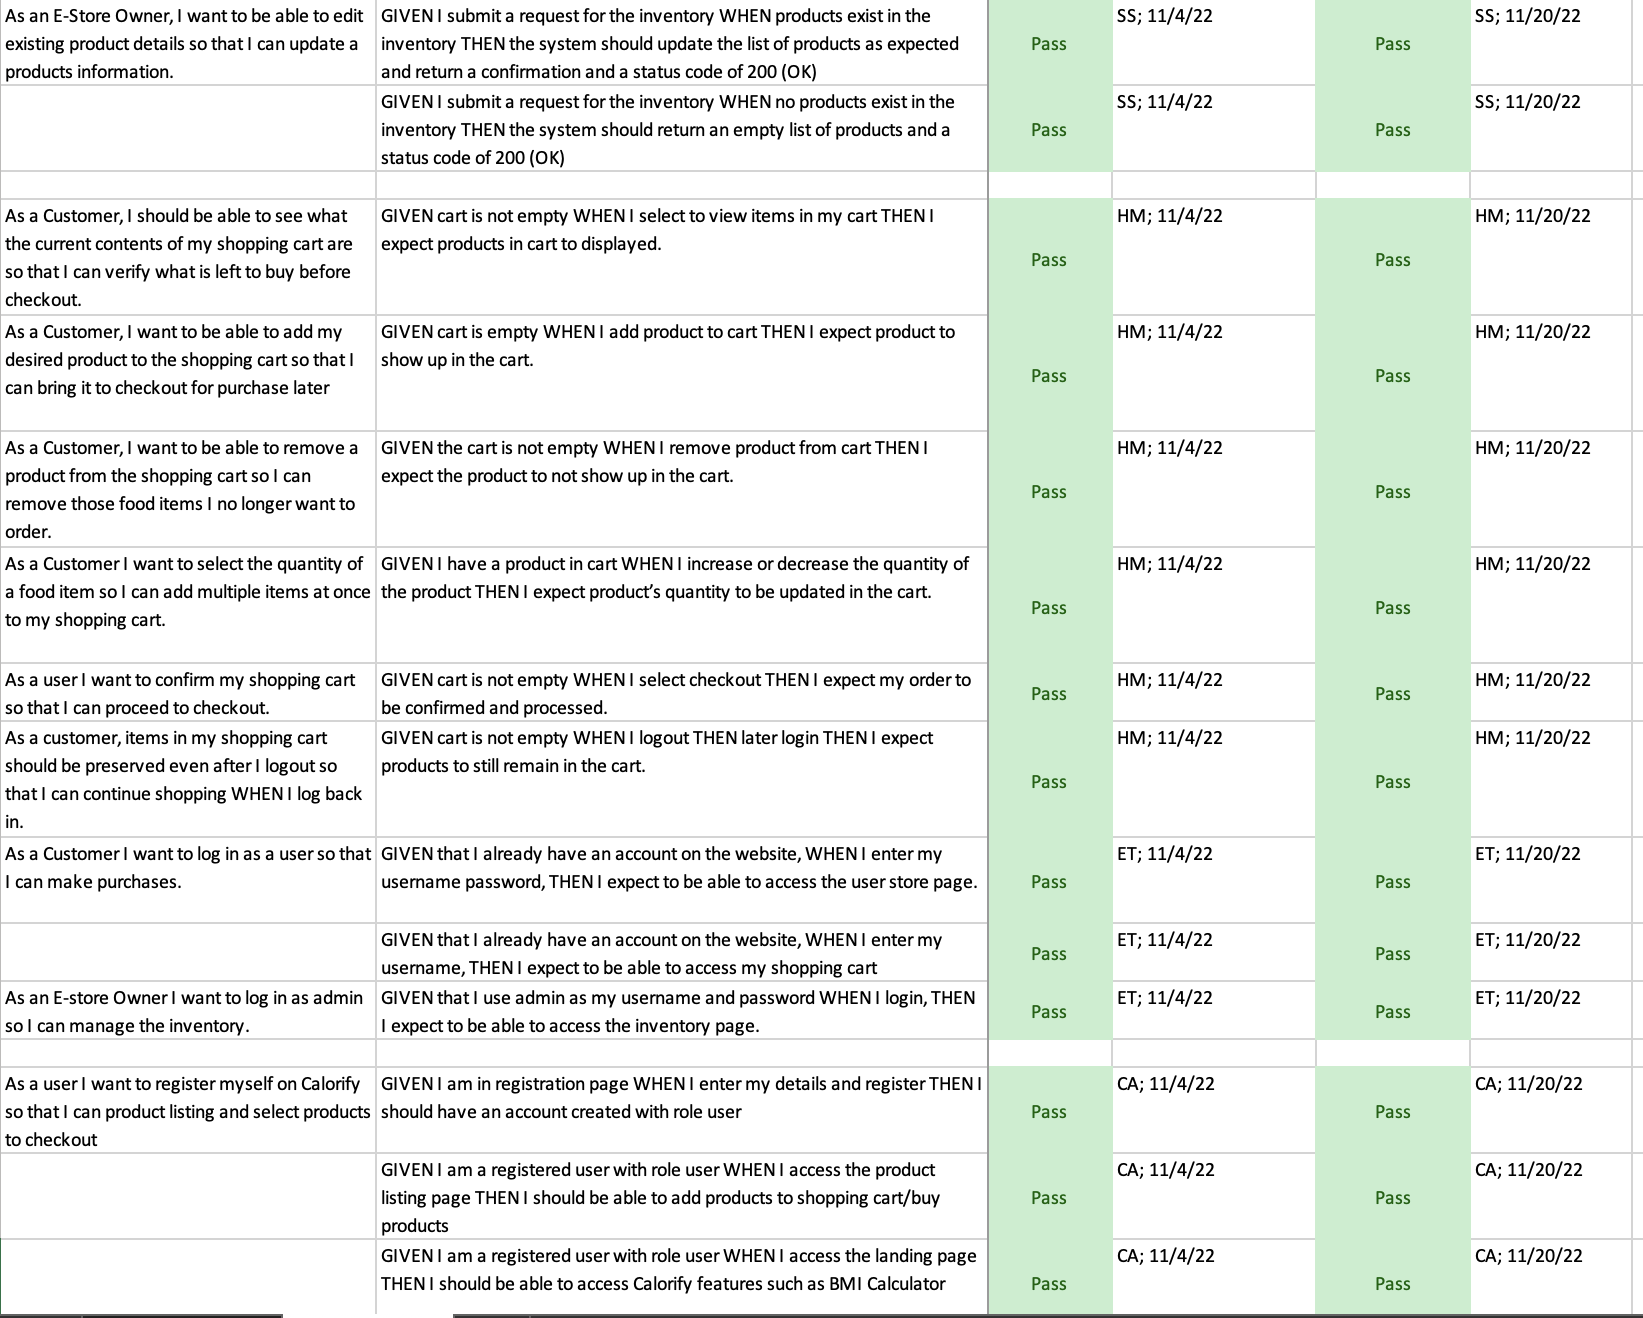 As an E-Store Owner, I want to be able to edit
existing product details so that I can update a
products information.
GIVEN I submit a request for the inventory WHEN products exist in the
inventory THEN the system should update the list of products as expected
and return a confirmation and a status code of 200 (OK)
Pass
SS; 11/4/22
Pass
SS; 11/20/22
GIVEN I submit a request for the inventory WHEN no products exist in the
inventory THEN the system should return an empty list of products and a
status code of 200 (OK)
Pass
SS; 11/4/22
Pass
SS; 11/20/22
As a Customer, I should be able to see what
the current contents of my shopping cart are
so that I can verify what is left to buy before
checkout.
GIVEN cart is not empty WHEN I select to view items in my cart THEN I
expect products in cart to displayed.
Pass
HM; 11/4/22
Pass
HM; 11/20/22
As a Customer, I want to be able to add my
desired product to the shopping cart so that I
can bring it to checkout for purchase later
GIVEN cart is empty WHEN I add product to cart THEN I expect product to
show up in the cart.
Pass
HM; 11/4/22
Pass
HM; 11/20/22
As a Customer, I want to be able to remove a
product from the shopping cart so I can
remove those food items I no longer want to
order.
GIVEN the cart is not empty WHEN I remove product from cart THEN I
expect the product to not show up in the cart.
Pass
HM; 11/4/22
Pass
HM; 11/20/22
As a Customer I want to select the quantity of
a food item so I can add multiple items at once
to my shopping cart.
GIVEN I have a product in cart WHEN I increase or decrease the quantity of
the product THEN I expect product’s quantity to be updated in the cart.
Pass
HM; 11/4/22
Pass
HM; 11/20/22
As a user I want to confirm my shopping cart
so that I can proceed to checkout.
GIVEN cart is not empty WHEN I select checkout THEN I expect my order to
be confirmed and processed.
Pass
HM; 11/4/22
Pass
HM; 11/20/22
As a customer, items in my shopping cart
should be preserved even after I logout so
that I can continue shopping WHEN I log back
in.
GIVEN cart is not empty WHEN I logout THEN later login THEN I expect
products to still remain in the cart.
Pass
HM; 11/4/22
Pass
HM; 11/20/22
As a Customer I want to log in as a user so that
I can make purchases.
GIVEN that I already have an account on the website, WHEN I enter my
username password, THEN I expect to be able to access the user store page.
Pass
ET; 11/4/22
Pass
ET; 11/20/22
GIVEN that I already have an account on the website, WHEN I enter my
username, THEN I expect to be able to access my shopping cart
Pass
ET; 11/4/22
Pass
ET; 11/20/22
As an E-store Owner I want to log in as admin
so I can manage the inventory.
GIVEN that I use admin as my username and password WHEN I login, THEN
I expect to be able to access the inventory page.
Pass
ET; 11/4/22
Pass
ET; 11/20/22
As a user I want to register myself on Calorify
so that I can product listing and select products
to checkout
GIVEN I am in registration page WHEN I enter my details and register THEN I
should have an account created with role user
Pass
CA; 11/4/22
Pass
CA; 11/20/22
GIVEN I am a registered user with role user WHEN I access the product
listing page THEN I should be able to add products to shopping cart/buy
products
Pass
CA; 11/4/22
Pass
CA; 11/20/22
GIVEN I am a registered user with role user WHEN I access the landing page
THEN I should be able to access Calorify features such as BMI Calculator
Pass
CA; 11/4/22
Pass
CA; 11/20/22